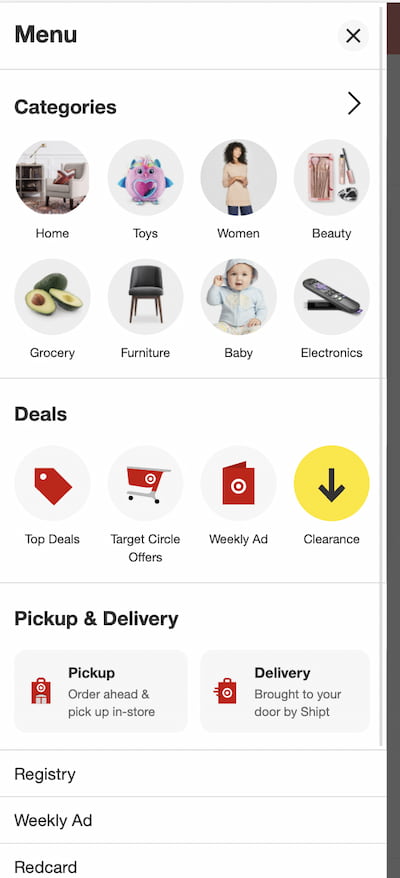 Menu
Categories
Home
Toys
Women
Beauty
Grocery
Furniture
Baby
Electronics
Deals
Top Deals
Target Circle
Offers
Weekly Ad
Clearance
Pickup & Delivery
Pickup
Order ahead &
pick up in-store
Delivery
Brought to your
door by Shipt
Registry
Weekly Ad
Redcard